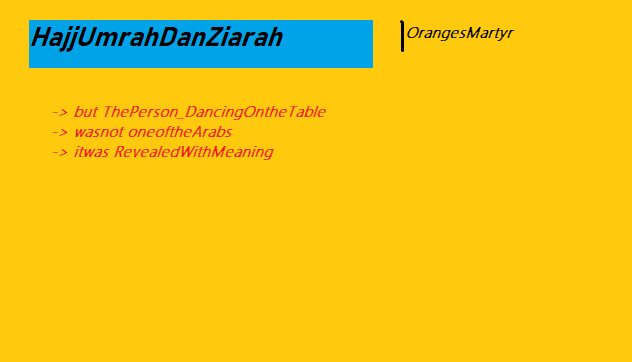 HajjUmrahDanZiarah
OrangesMartyr
-> but ThePerson_DancingOntheTable
-> wasnot oneoftheArabs
-> itwas RevealedWithMeaning